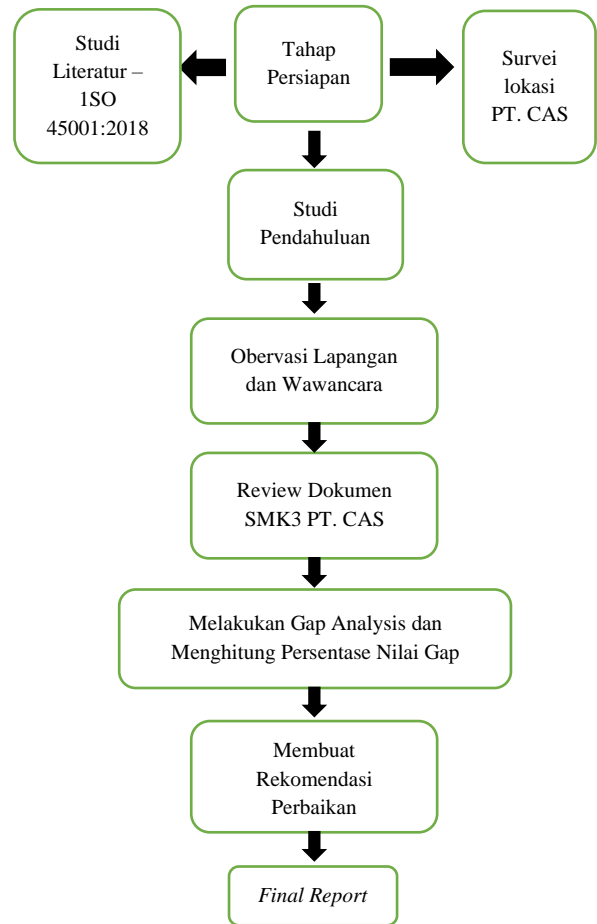 Studi
Literatur –
1SO
45001:2018
Tahap
Persiapan
Survei
lokasi
PT. CAS
Studi
Pendahuluan
Obervasi Lapangan
dan Wawancara
Review Dokumen
SMK3 PT. CAS
Melakukan Gap Analysis dan
Menghitung Persentase Nilai Gap
Membuat
Rekomendasi
Perbaikan
Final Report